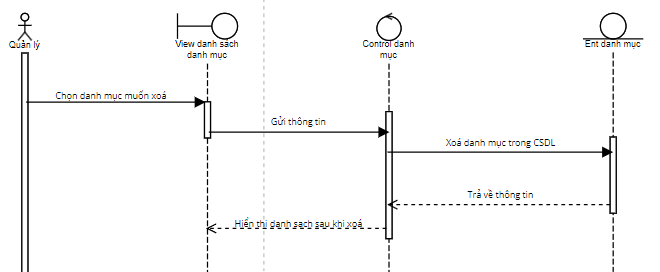 Quản lý
View danh sách
danh mục
Control danh
mục
Ent danh mục
Chọn danh mục muốn xoá
Gửi thông tin
Xoá danh mục trong CSDL
Trả về thông tin
Hiển thị danh sach sau khi xoá